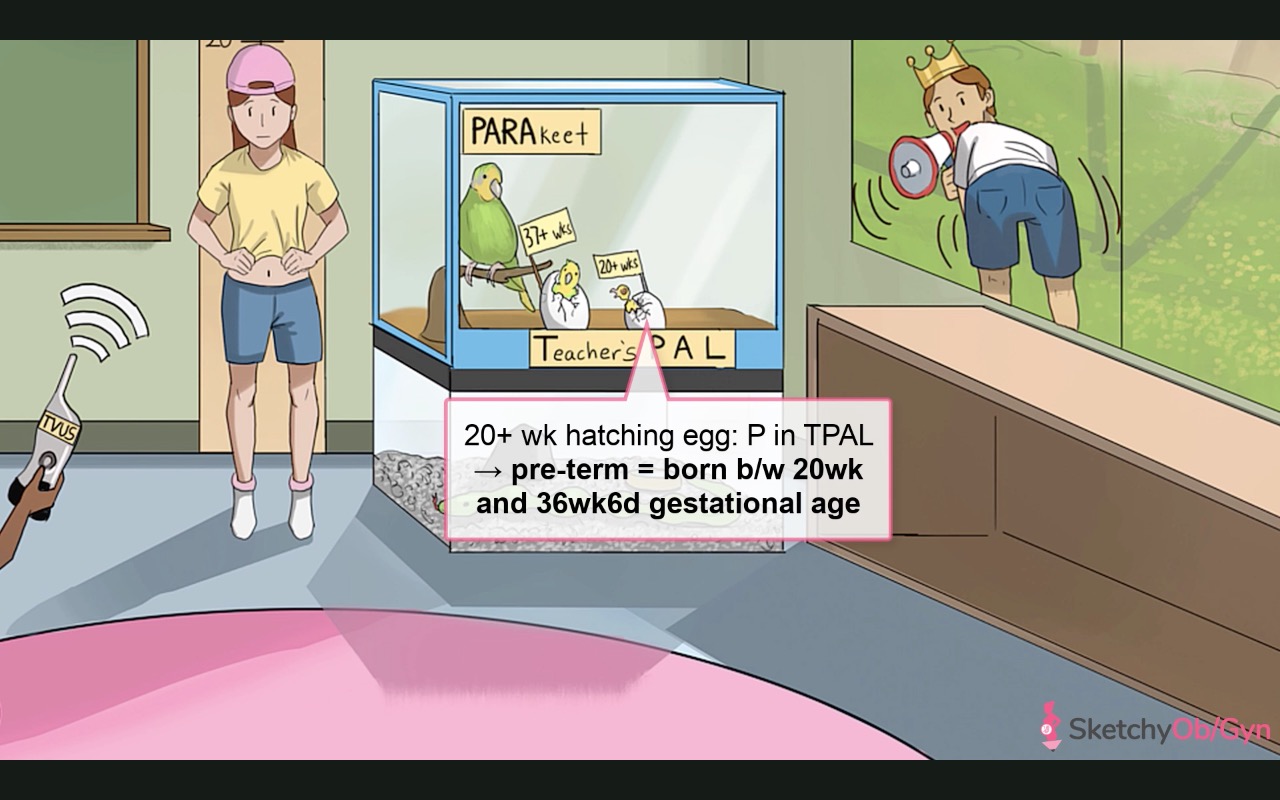 20
PARAkeet
37+ wks
20+ wks
Teacher's PAL
TVUS
20+ wk hatching egg: P in TPAL
→ pre-term = born b/w 20wk
and 36wk6d gestational age
SketchyOb/Gyn